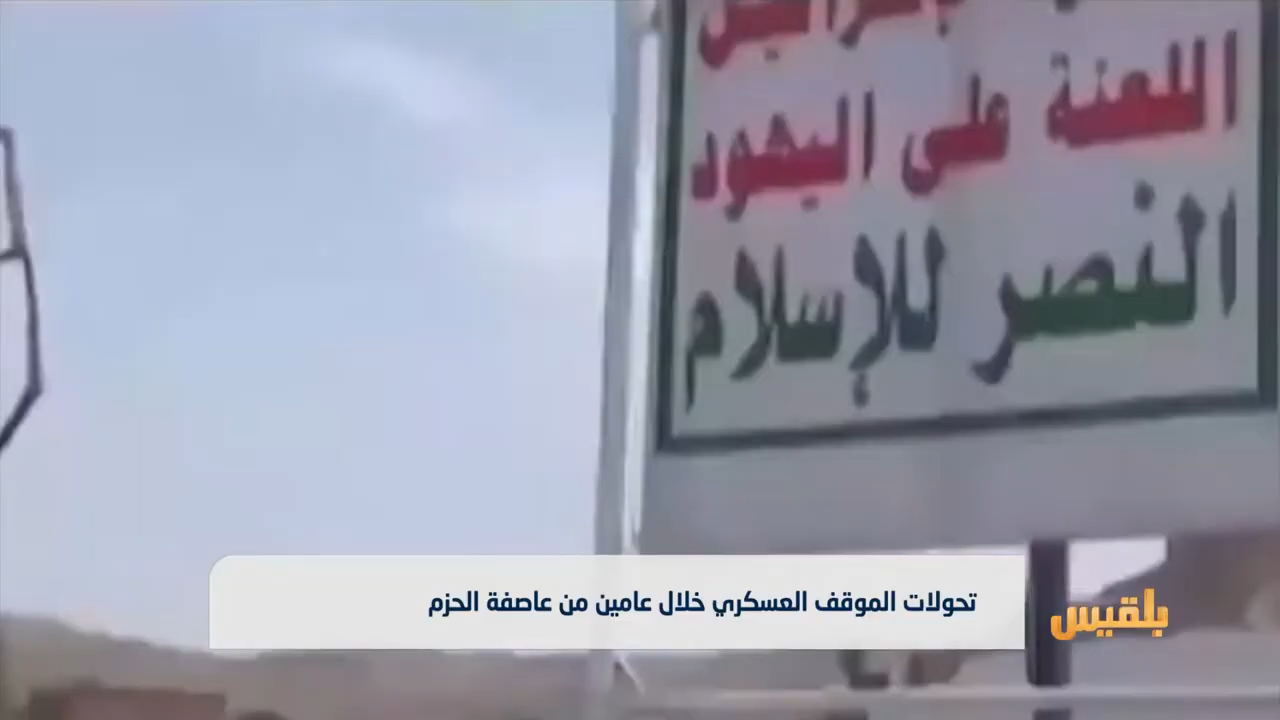 اللعنة على اليهود
النصر للإسلام
تحولات الموقف العسكري خلال عامين من عاصفة الحزم
بلقيس